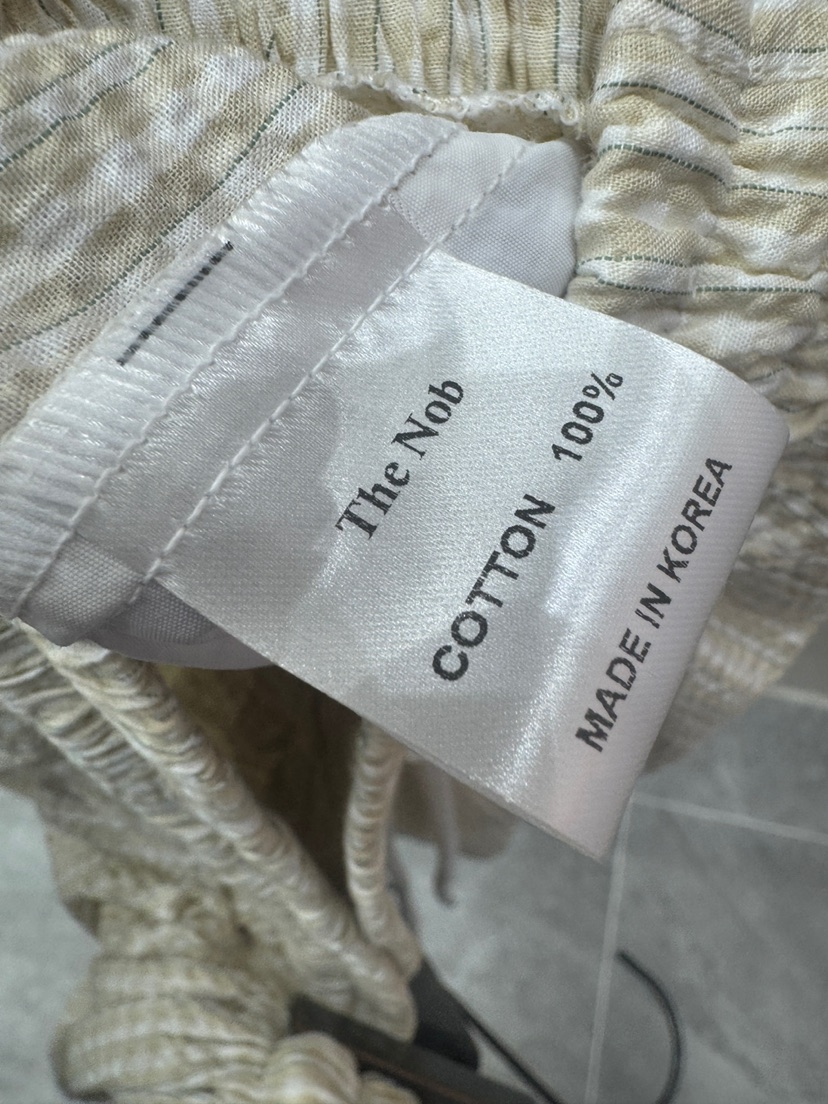 The Nob
COTTON 100%
MADE IN KOREA